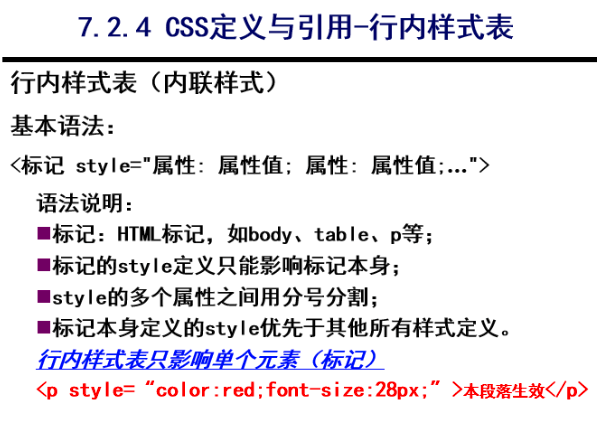 7.2.4 CSS定义与引用-行内样式表
行内样式表（内联样式）
基本语法：
<标记 style="属性: 属性值; 属性: 属性值;…">
语法说明：
■标记：HTML标记，如body、table、p等；
■标记的style定义只能影响标记本身；
■style的多个属性之间用分号分割；
■标记本身定义的style优先于其他所有样式定义。
行内样式表只影响单个元素（标记）
<p style= “color:red;font-size:28px;” >本段落生效</p>